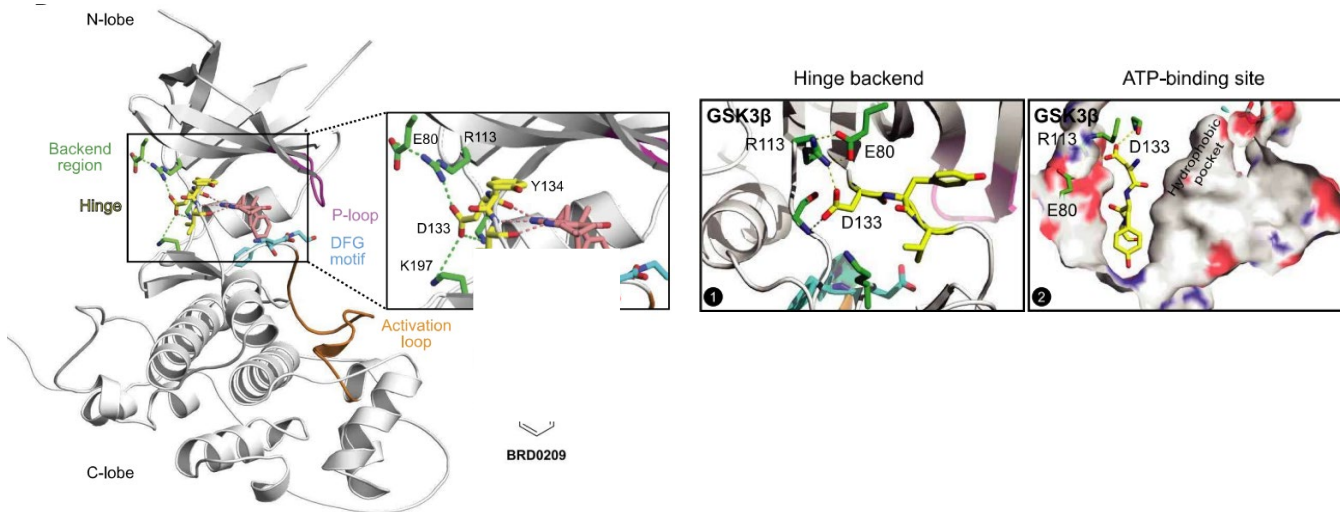 N-lobe
Backend
region
Hinge
P-loop
DFG
motif
Activation
loop
C-lobe
E80
R113
Y134
D133
K197
BRD0209
Hinge backend
GSK3β
R113
E80
D133
1
ATP-binding site
GSK3β
R113
D133
E80
Hydrophobic
pocket
2